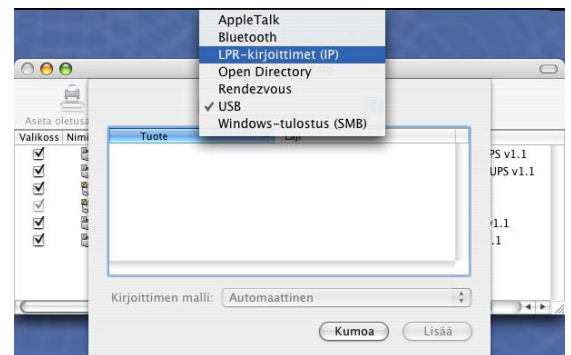 AppleTalk
Bluetooth
LPR-kirjoittimet (IP)
Open Directory
Rendezvous
✓ USB
Windows-tulostus (SMB)
Aseta oletusa
Valikoss Nimi
Tuote Laji
PS v1.1
UPS v1.1
v1.1
.1
Kirjoittimen malli: Automaattinen
Kumoa Lisää